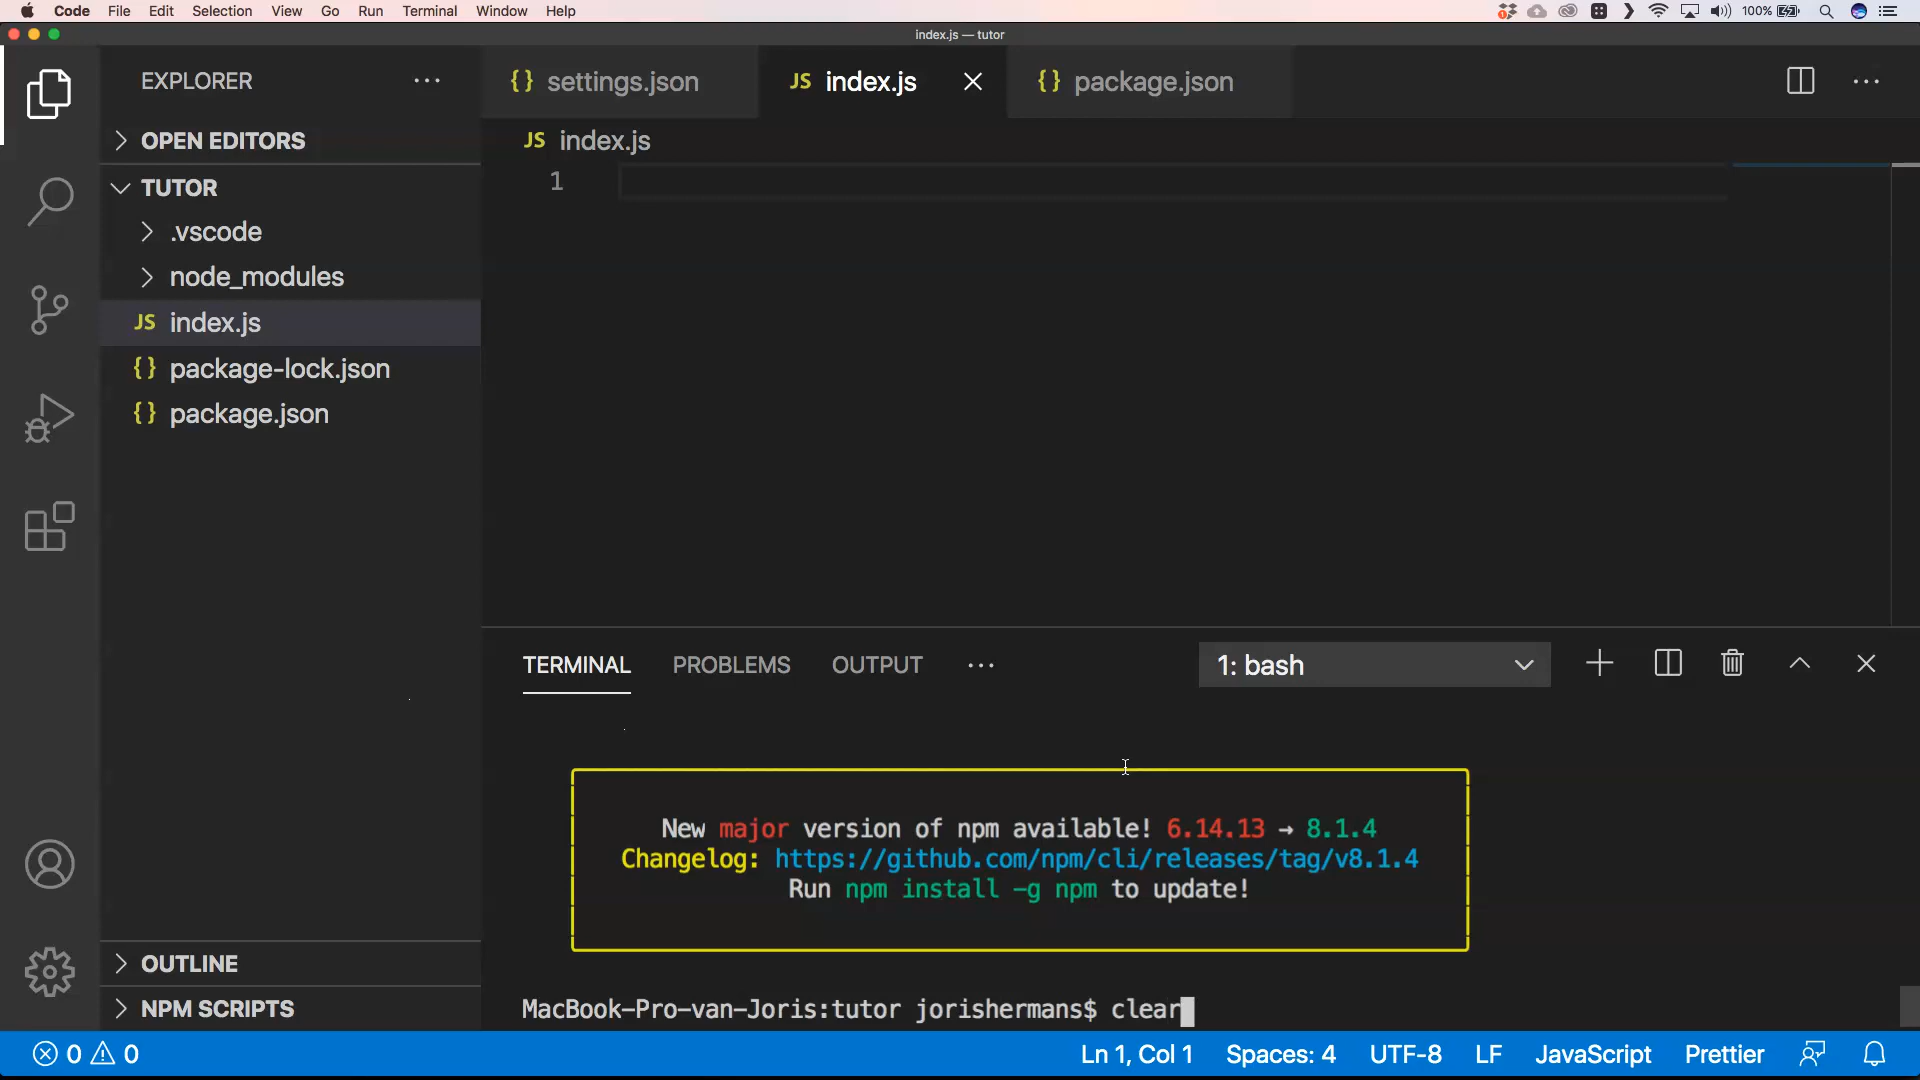 Code File Edit Selection View Go Run Terminal Window Help 100%
index.js — tutor
EXPLORER
OPEN EDITORS
TUTOR
.vscode
node_modules
JS index.js
{} package-lock.json
{} package.json
OUTLINE
NPM SCRIPTS
{} settings.json
JS index.js
{} package.json
JS index.js
1
TERMINAL PROBLEMS OUTPUT
1: bash
New major version of npm available! 6.14.13 → 8.1.4
Changelog: https://github.com/npm/cli/releases/tag/v8.1.4
Run npm install -g npm to update!
MacBook-Pro-van-Joris:tutor jorishermans$ clear
0 0
Ln 1, Col 1 Spaces: 4 UTF-8 LF JavaScript Prettier